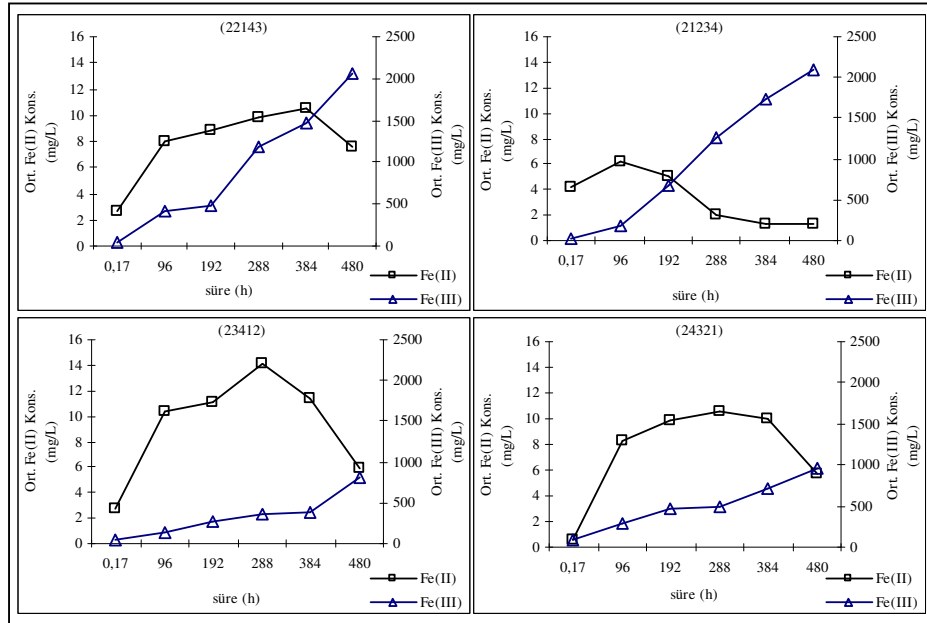 (22143)
Ort. Fe(II) Kons.
(mg/L)
16
14
12
10
8
6
4
2
0
2500
2000
1500
1000
500
0
Ort. Fe(III) Kons.
(mg/L)
0,17 96 192 288 384 480
süre (h)
Fe(II)
Fe(III)
(21234)
Ort. Fe(II) Kons.
(mg/L)
16
14
12
10
8
6
4
2
0
2500
2000
1500
1000
500
0
Ort. Fe(III) Kons.
(mg/L)
0,17 96 192 288 384 480
süre (h)
Fe(II)
Fe(III)
(23412)
Ort. Fe(II) Kons.
(mg/L)
16
14
12
10
8
6
4
2
0
2500
2000
1500
1000
500
0
Ort. Fe(III) Kons.
(mg/L)
0,17 96 192 288 384 480
süre (h)
Fe(II)
Fe(III)
(24321)
Ort. Fe(II) Kons.
(mg/L)
16
14
12
10
8
6
4
2
0
2500
2000
1500
1000
500
0
Ort. Fe(III) Kons.
(mg/L)
0,17 96 192 288 384 480
süre (h)
Fe(II)
Fe(III)